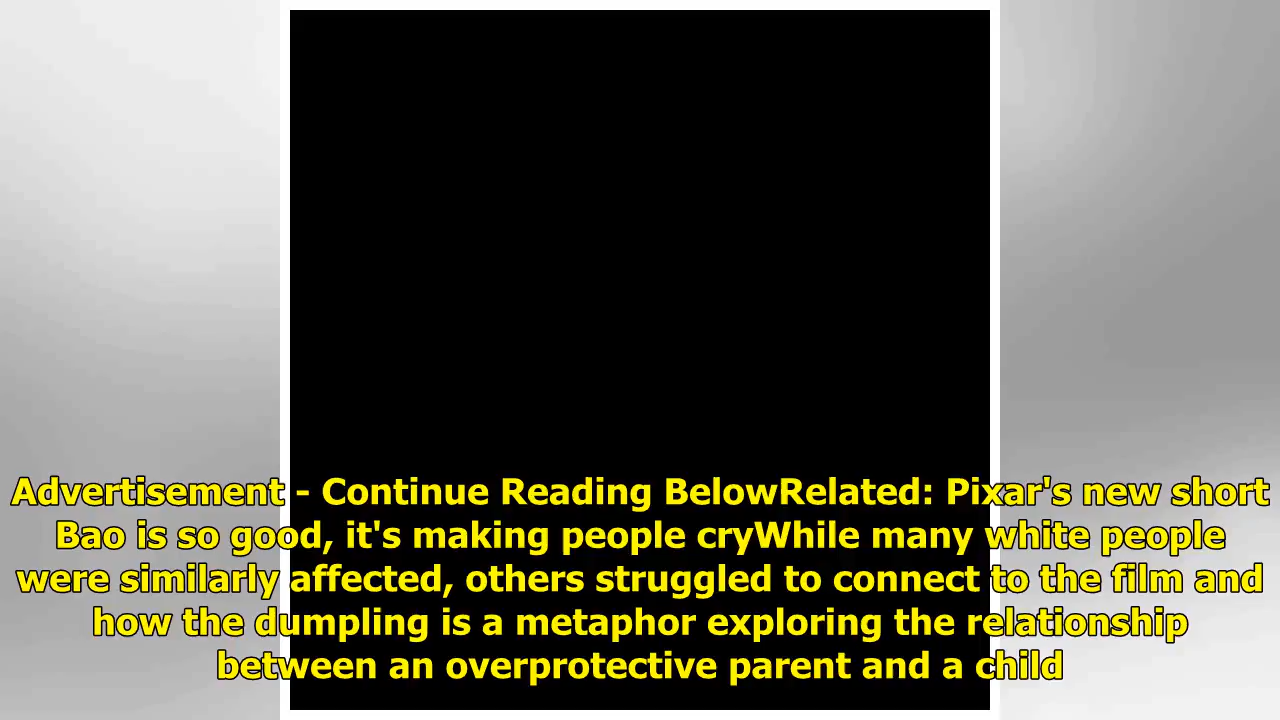 Advertisement - Continue Reading BelowRelated: Pixar's new short
Bao is so good, it's making people cryWhile many white people
were similarly affected, others struggled to connect to the film and
how the dumpling is a metaphor exploring the relationship
between an overprotective parent and a child